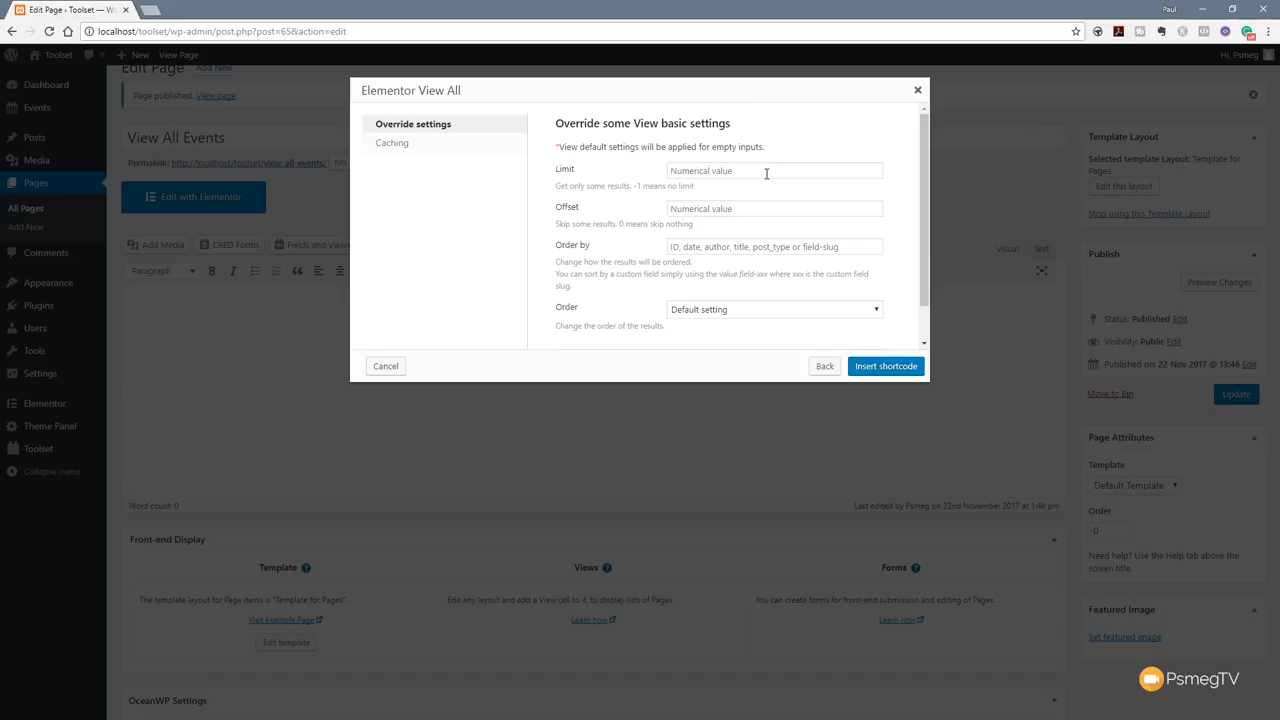 Edit Page ‹ Toolset — Wo
Paul
localhost/toolset/wp-admin/post.php?post=65&action=edit
Toolset
0
New
View Page
Hi, Psmeg
Dashboard
Events
Posts
Media
Pages
All Pages
Add New
Comments
Appearance
Plugins
Users
Tools
Settings
Elementor
Theme Panel
Toolset
Collapse menu
Edit Page
Add New
Page published. View page
View All Events
Permalink: http://localhost/toolset/view-all-events/ Edit
Edit with Elementor
Add Media
CRED Forms
Fields and Views
Visual
Text
Paragraph
B
I
Elementor View All
Override settings
Caching
Override some View basic settings
*View default settings will be applied for empty inputs.
Limit
Numerical value
Get only some results. -1 means no limit
Offset
Numerical value
Skip some results. 0 means skip nothing
Order by
ID, date, author, title, post_type or field-slug
Change how the results will be ordered.
You can sort by a custom field simply using the value field-xxx where xxx is the custom field
slug.
Order
Default setting
Change the order of the results.
Cancel
Back
Insert shortcode
Word count: 0
Last edited by Psmeg on 22nd November 2017 at 1:46 pm
Front-end Display
Template
Views
Forms
The template layout for Page items is "Template for Pages".
Edit any layout and add a View cell to it, to display lists of Pages.
You can create forms for front-end submission and editing of Pages.
Visit example Page
Learn how
Learn how
Edit template
OceanWP Settings
Template Layout
Selected template Layout: Template for
Pages
Edit this layout
Stop using this Template Layout
Publish
Preview Changes
Status: Published Edit
Visibility: Public Edit
Published on: 22 Nov 2017 @ 13:46 Edit
Move to Bin
Update
Page Attributes
Template
Default Template
Order
0
Need help? Use the Help tab above the
screen title.
Featured Image
Set featured image
PsmegTV